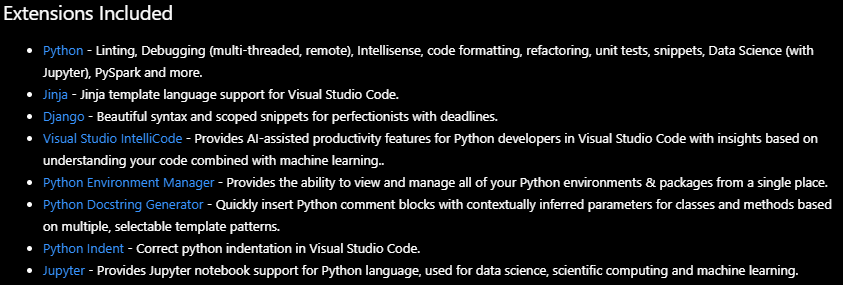 Extensions Included
• Python - Linting, Debugging (multi-threaded, remote), Intellisense, code formatting, refactoring, unit tests, snippets, Data Science (with
Jupyter), PySpark and more.
• Jinja - Jinja template language support for Visual Studio Code.
• Django - Beautiful syntax and scoped snippets for perfectionists with deadlines.
• Visual Studio IntelliCode - Provides AI-assisted productivity features for Python developers in Visual Studio Code with insights based on
understanding your code combined with machine learning..
• Python Environment Manager - Provides the ability to view and manage all of your Python environments & packages from a single place.
• Python Docstring Generator - Quickly insert Python comment blocks with contextually inferred parameters for classes and methods based
on multiple, selectable template patterns.
• Python Indent - Correct python indentation in Visual Studio Code.
• Jupyter - Provides Jupyter notebook support for Python language, used for data science, scientific computing and machine learning.